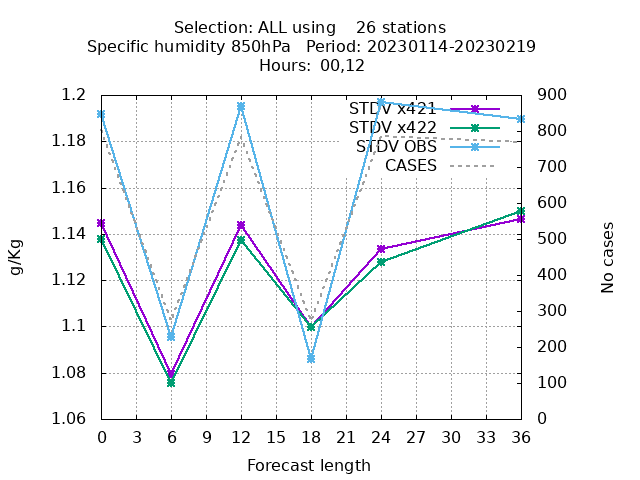 Selection: ALL using    26 stations
Specific humidity 850hPa   Period: 20230114-20230219
Hours: 00,12
STDV x421
STDV x422
STDV OBS
CASES
g/Kg
1.2
1.18
1.16
1.14
1.12
1.1
1.08
1.06
900
800
700
600
500
400
300
200
100
0
No cases
0 3 6 9 12 15 18 21 24 27 30 33 36
Forecast length